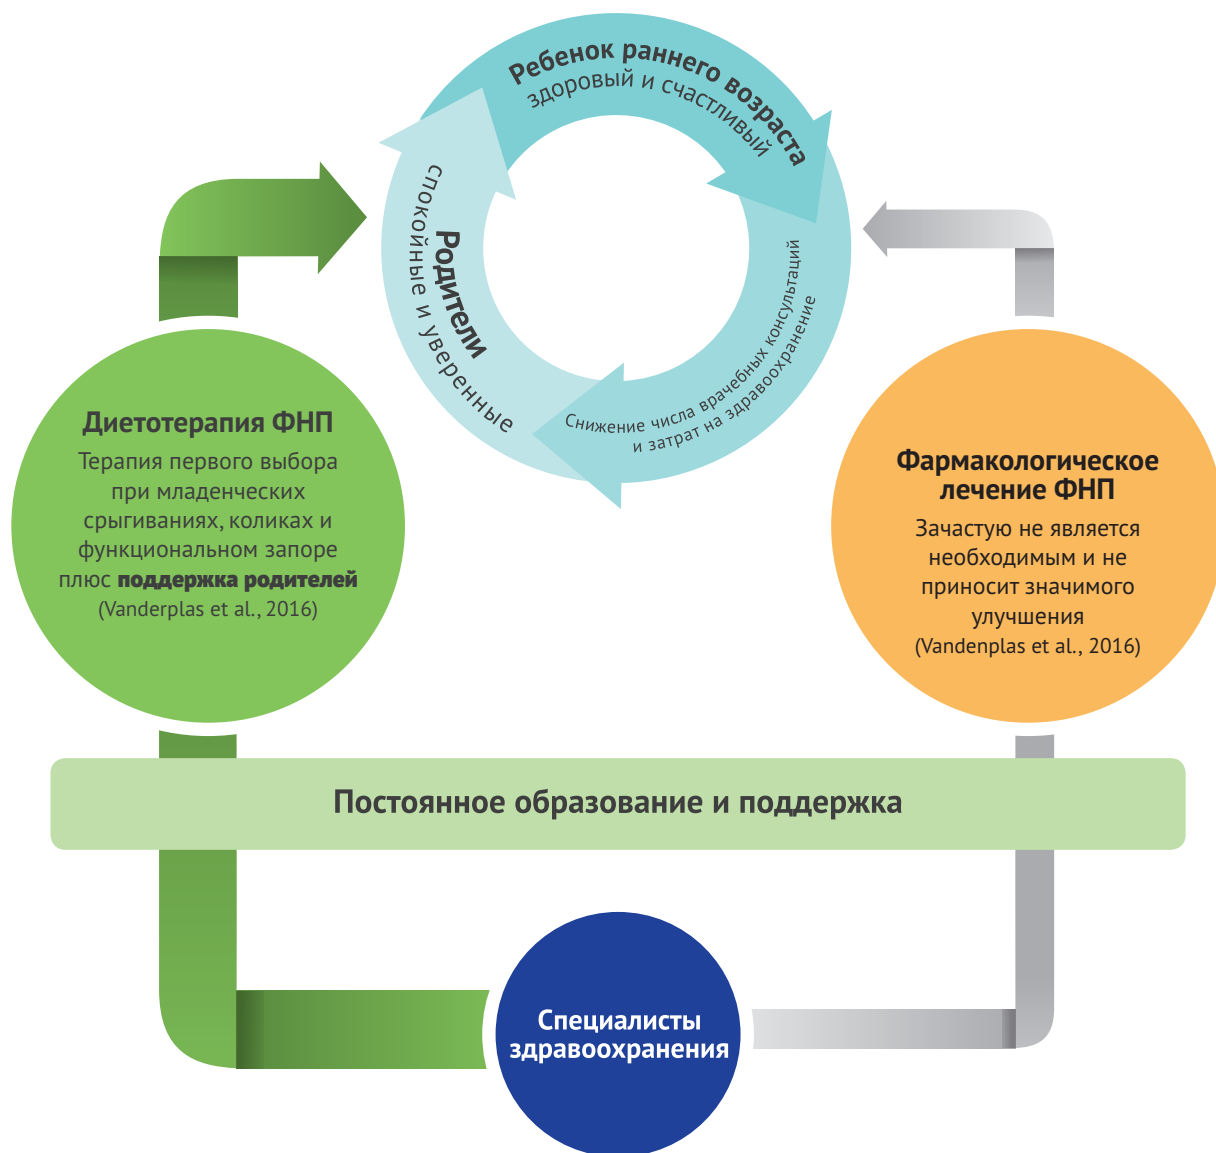 Ребенок раннего возраста
здоровый и счастливый
Родители
спокойные и уверенные
Снижение числа врачебных консультаций
и затрат на здравоохранение
Диетотерапия ФНП
Терапия первого выбора
при младенческих
срыгиваниях, коликах и
функциональном запоре
плюс поддержка родителей
(Vanderplas et al., 2016)
Фармакологическое
лечение ФНП
Зачастую не является
необходимым и не
приносит значимого
улучшения
(Vandenplas et al., 2016)
Постоянное образование и поддержка
Специалисты
здравоохранения